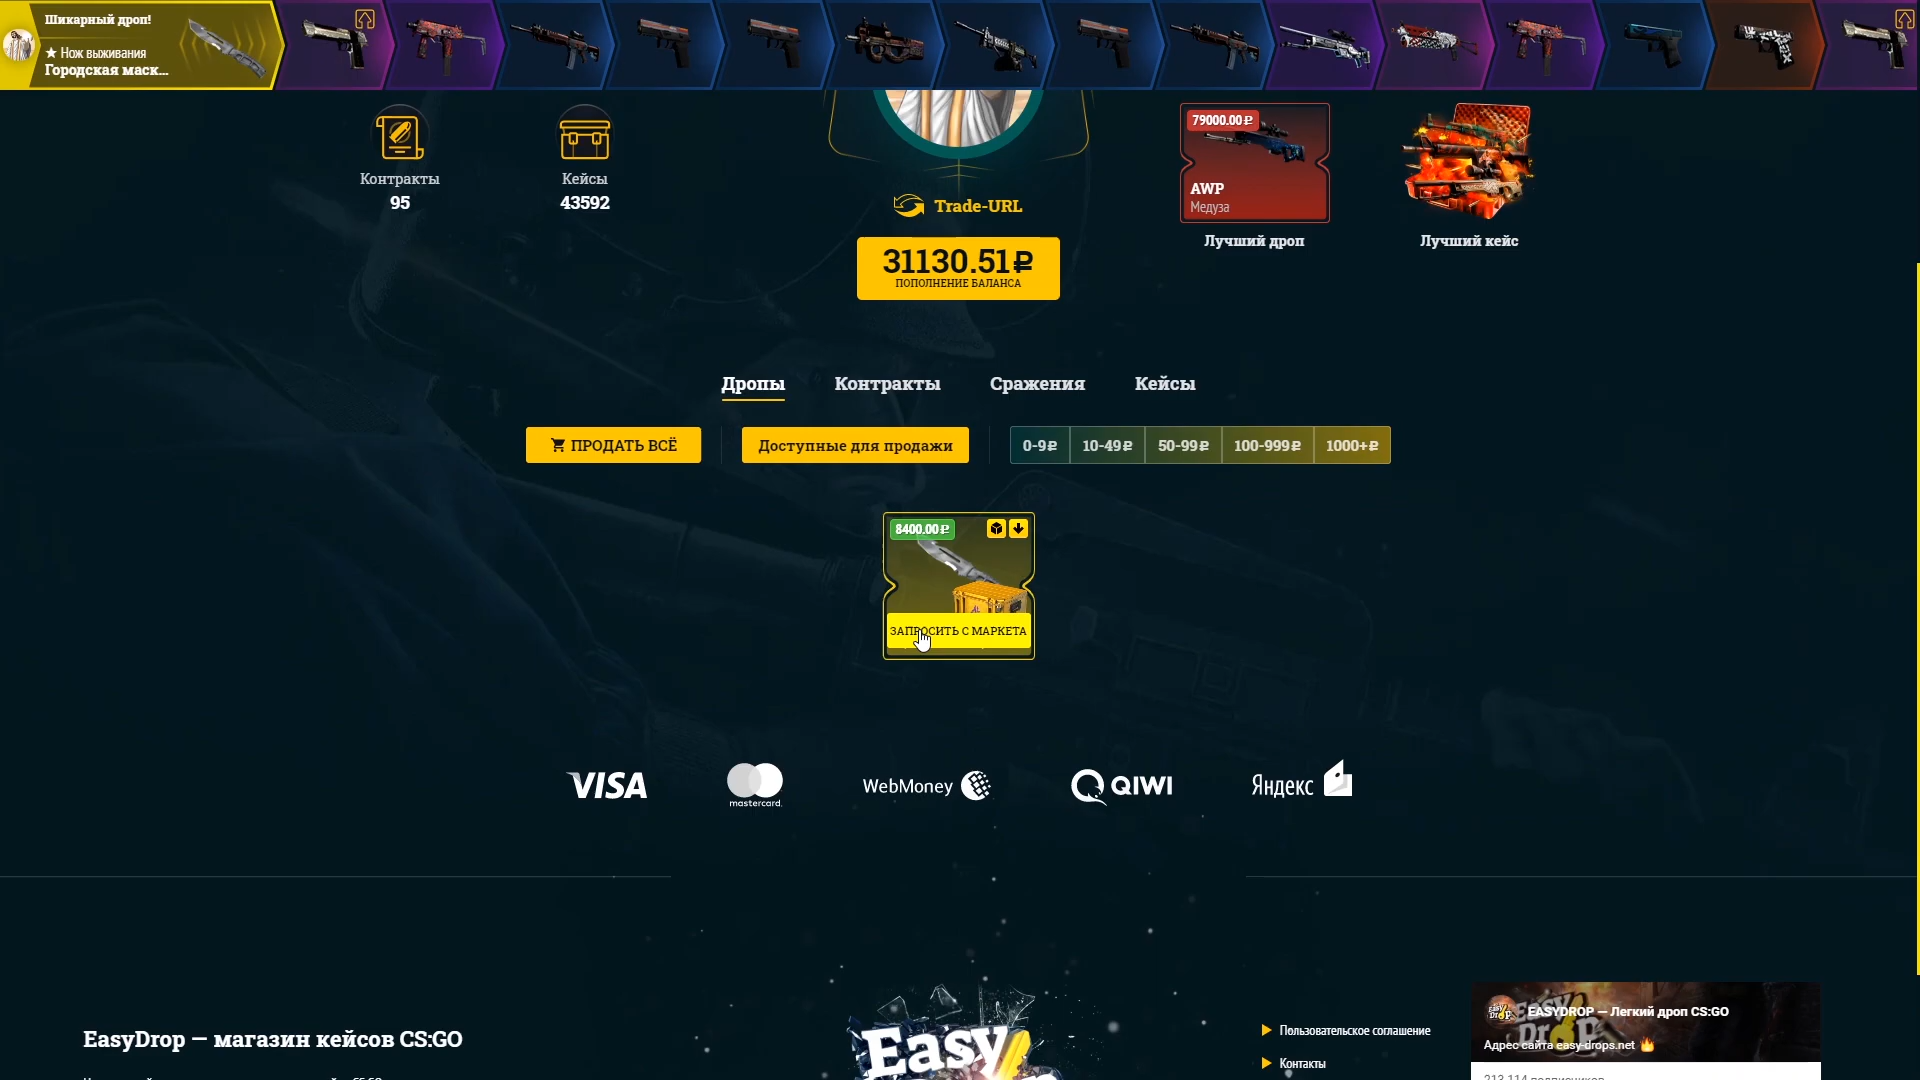 Шикарный дроп!
★ Нож выживания
Городская маск...
Контракты
95
Кейсы
43592
Trade-URL
31130.51₽
ПОПОЛНЕНИЕ БАЛАНСА
79000.00₽
AWP
Медуза
Лучший дроп
Лучший кейс
Дропы
Контракты
Сражения
Кейсы
ПРОДАТЬ ВСЁ
Доступные для продажи
0-9₽
10-49₽
50-99₽
100-999₽
1000+₽
8400.00₽
ЗАПРОСИТЬ С МАРКЕТА
VISA
mastercard.
WebMoney
QIWI
Яндекс
EasyDrop — магазин кейсов CS:GO
Easy
Пользовательское соглашение
Контакты
EASYDROP — Легкий дроп CS:GO
Адрес сайта easy-drops.net 🔥